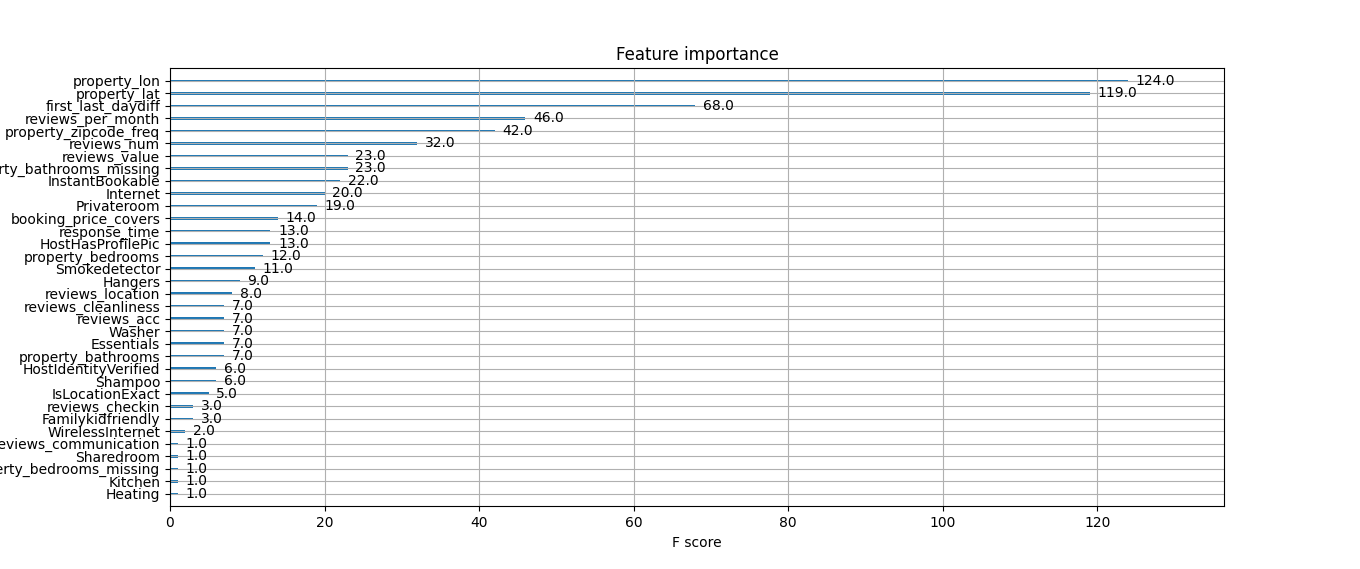 Feature importance
property_lon 124.0
property_lat 119.0
first_last_daydiff 68.0
reviews_per_month 46.0
property_zipcode_freq 42.0
reviews_num 32.0
reviews_value 23.0
rty_bathrooms_missing 23.0
InstantBookable 22.0
Internet 20.0
Privateroom 19.0
booking_price_covers 14.0
response_time 13.0
HostHasProfilePic 13.0
property_bedrooms 12.0
Smokedetector 11.0
Hangers 9.0
reviews_location 8.0
reviews_cleanliness 7.0
reviews_acc 7.0
Washer 7.0
Essentials 7.0
property_bathrooms 7.0
HostIdentityVerified 6.0
Shampoo 6.0
IsLocationExact 5.0
reviews_checkin 3.0
Familykidfriendly 3.0
WirelessInternet 2.0
eviews_communication 1.0
Sharedroom 1.0
erty_bedrooms_missing 1.0
Kitchen 1.0
Heating 1.0
0 20 40 60 80 100 120
F score